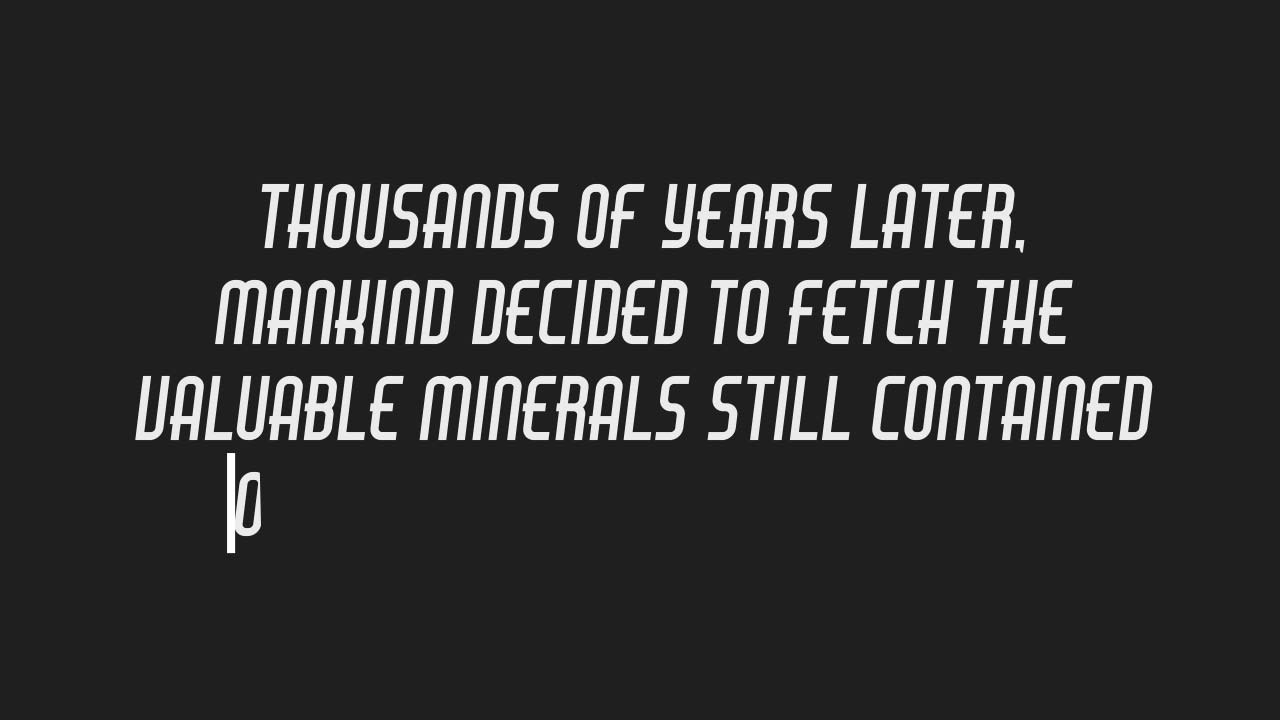 THOUSANDS OF YEARS LATER,
MANKIND DECIDED TO FETCH THE
VALUABLE MINERALS STILL CONTAINED
O